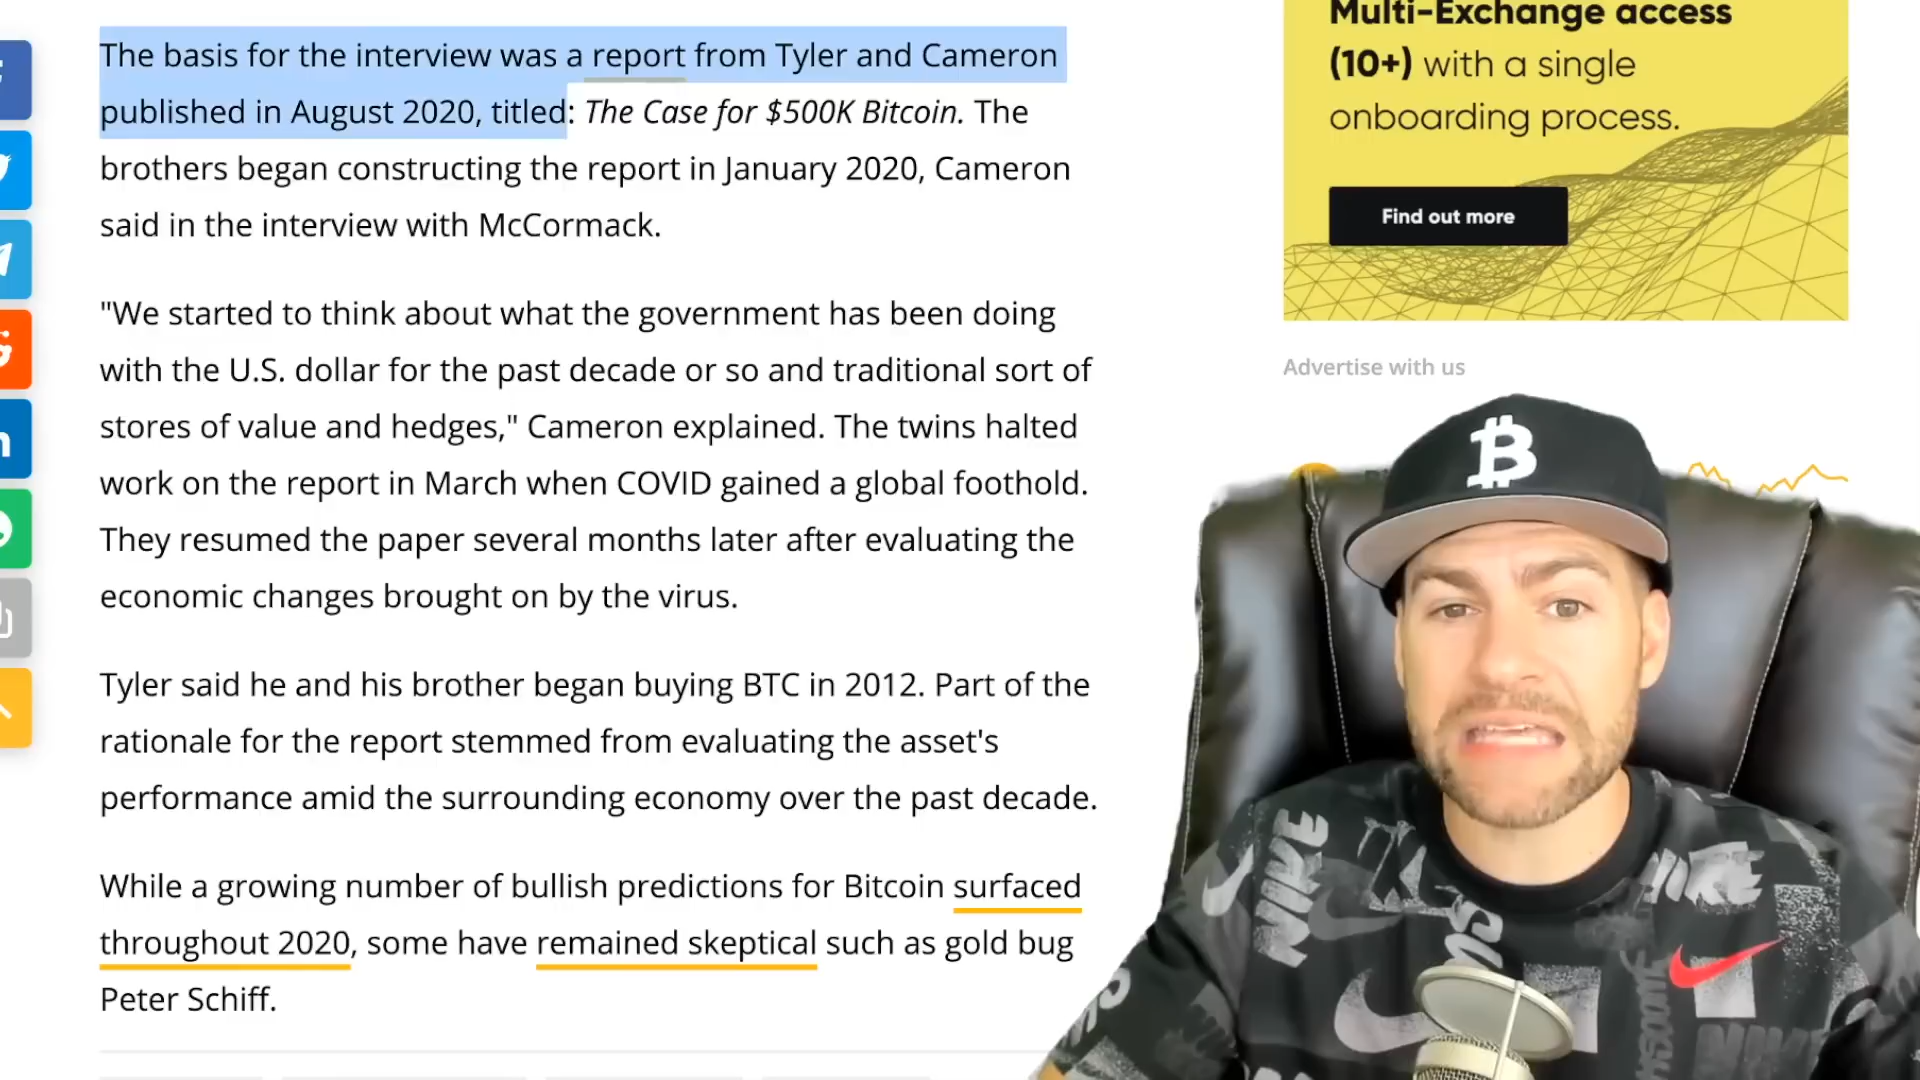 The basis for the interview was a report from Tyler and Cameron
published in August 2020, titled: The Case for $500K Bitcoin. The
brothers began constructing the report in January 2020, Cameron
said in the interview with McCormack.
"We started to think about what the government has been doing
with the U.S. dollar for the past decade or so and traditional sort of
stores of value and hedges," Cameron explained. The twins halted
work on the report in March when COVID gained a global foothold.
They resumed the paper several months later after evaluating the
economic changes brought on by the virus.
Tyler said he and his brother began buying BTC in 2012. Part of the
rationale for the report stemmed from evaluating the asset's
performance amid the surrounding economy over the past decade.
While a growing number of bullish predictions for Bitcoin surfaced
throughout 2020, some have remained skeptical such as gold bug
Peter Schiff.
Multi-Exchange access
(10+) with a single
onboarding process.
Find out more
Advertise with us
NIKE